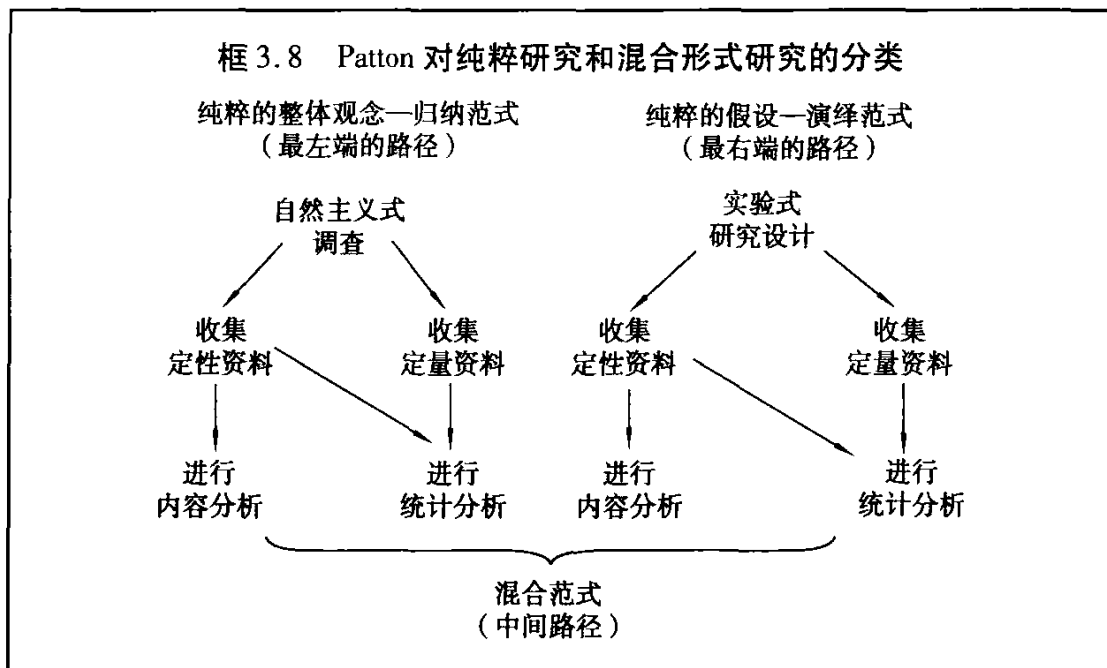 框3.8 Patton 对纯粹研究和混合形式研究的分类
纯粹的整体观念—归纳范式
（最左端的路径）
纯粹的假设—演绎范式
（最右端的路径）
自然主义式
调查
实验式
研究设计
收集
定性资料
收集
定量资料
收集
定性资料
收集
定量资料
进行
内容分析
进行
统计分析
进行
内容分析
进行
统计分析
混合范式
（中间路径）